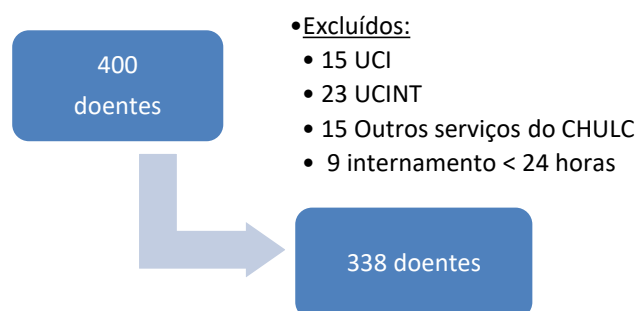 400
doentes
•Excluídos:
• 15 UCI
• 23 UCINT
• 15 Outros serviços do CHULC
• 9 internamento < 24 horas
338 doentes